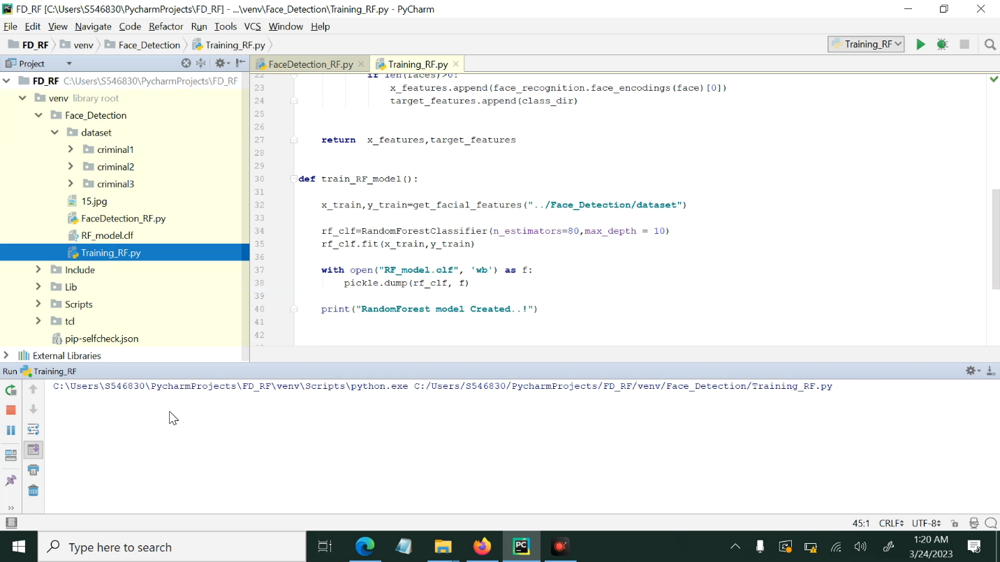 FD_RF [C:\Users\S546830\PycharmProjects\FD_RF] - ...\venv\Face_Detection\Training_RF.py - PyCharm
File Edit View Navigate Code Refactor Run Tools VCS Window Help
FD_RF venv Face_Detection Training_RF.py Training_RF
Project FaceDetection_RF.py Training_RF.py
FD_RF C:\Users\S546830\PycharmProjects\FD_RF
venv library root
Face_Detection
dataset
criminal1
criminal2
criminal3
15.jpg
FaceDetection_RF.py
RF_model.clf
Training_RF.py
Include
Lib
Scripts
tcl
pip-selfcheck.json
External Libraries
22 if len(faces)>0:
23 x_features.append(face_recognition.face_encodings(face)[0])
24 target_features.append(class_dir)
25
26
27 return x_features,target_features
28
29
30 def train_RF_model():
31
32 x_train,y_train=get_facial_features("../Face_Detection/dataset")
33
34 rf_clf=RandomForestClassifier(n_estimators=80,max_depth = 10)
35 rf_clf.fit(x_train,y_train)
36
37 with open("RF_model.clf", 'wb') as f:
38 pickle.dump(rf_clf, f)
39
40 print("RandomForest model Created..!")
41
42
Run Training_RF
C:\Users\S546830\PycharmProjects\FD_RF\venv\Scripts\python.exe C:/Users/S546830/PycharmProjects/FD_RF/venv/Face_Detection/Training_RF.py
45:1 CRLF UTF-8
Type here to search
1:20 AM
3/24/2023